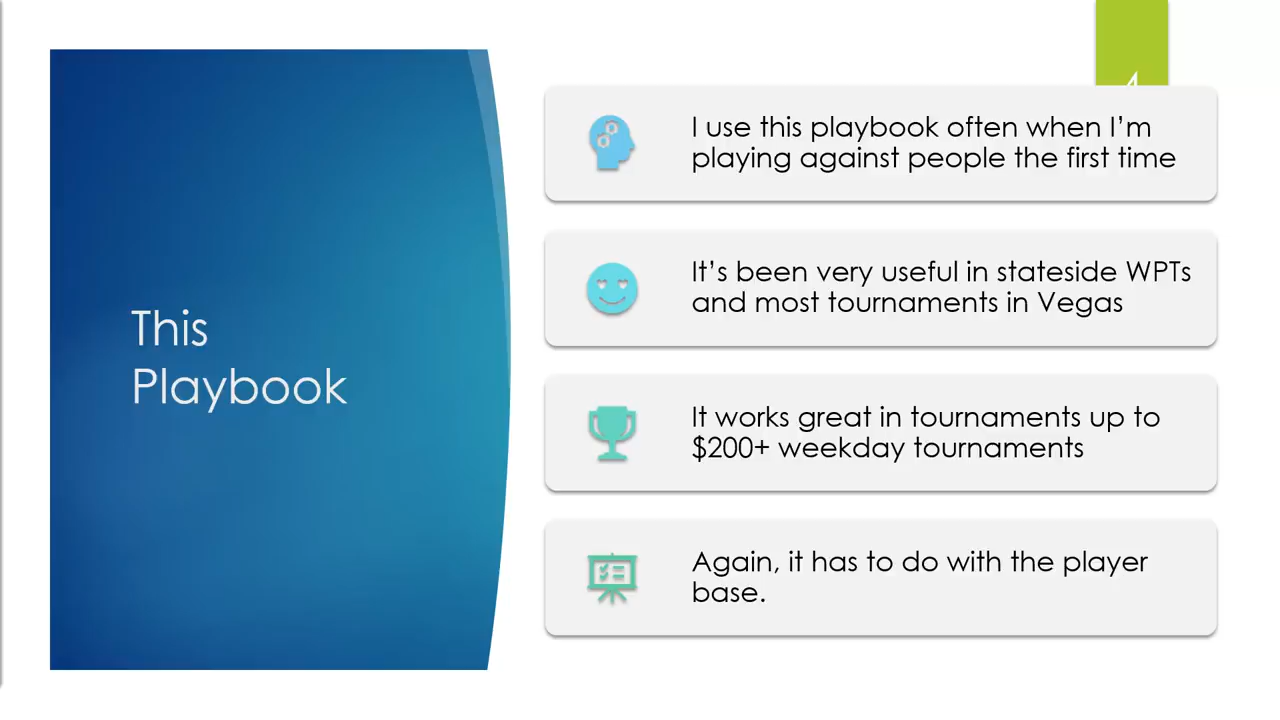 This
Playbook
4
I use this playbook often when I'm
playing against people the first time
It's been very useful in stateside WPTs
and most tournaments in Vegas
It works great in tournaments up to
$200+ weekday tournaments
Again, it has to do with the player
base.